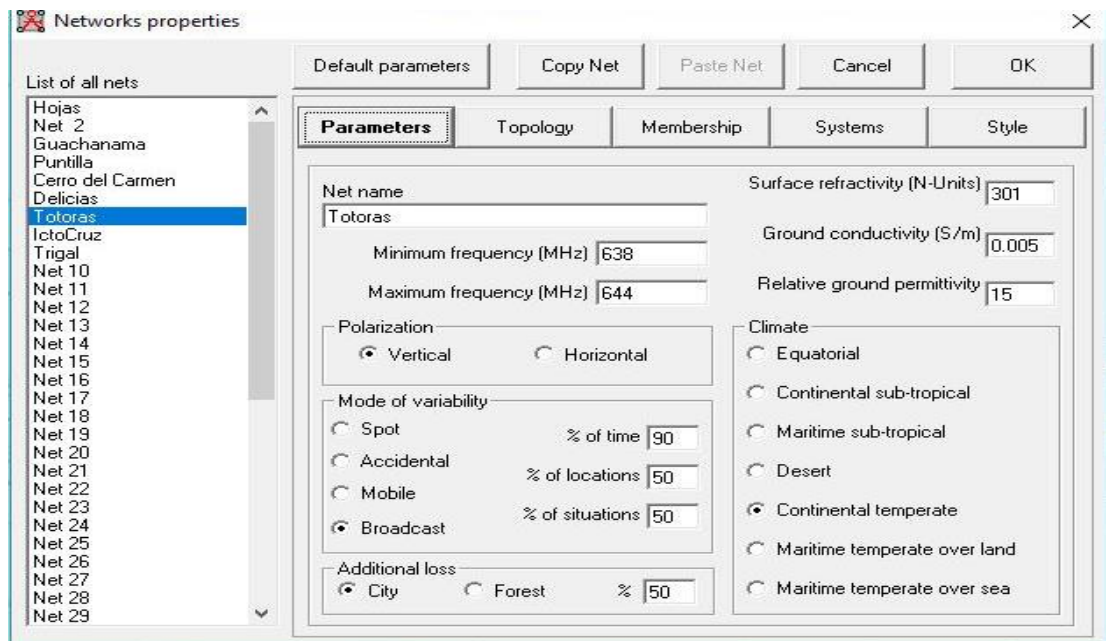 Networks properties
List of all nets
Hojas
Net 2
Guachanama
Puntilla
Cerro del Carmen
Delicias
Totoras
IctoCruz
Trigal
Net 10
Net 11
Net 12
Net 13
Net 14
Net 15
Net 16
Net 17
Net 18
Net 19
Net 20
Net 21
Net 22
Net 23
Net 24
Net 25
Net 26
Net 27
Net 28
Net 29
Default parameters
Copy Net
Paste Net
Cancel
OK
Parameters
Topology
Membership
Systems
Style
Net name
Totoras
Minimum frequency (MHz) 638
Maximum frequency (MHz) 644
Surface refractivity (N-Units) 301
Ground conductivity (S/m) 0.005
Relative ground permittivity 15
Polarization
Vertical
Horizontal
Mode of variability
Spot
Accidental
Mobile
Broadcast
% of time 90
% of locations 50
% of situations 50
Additional loss
City
Forest
% 50
Climate
Equatorial
Continental sub-tropical
Maritime sub-tropical
Desert
Continental temperate
Maritime temperate over land
Maritime temperate over sea